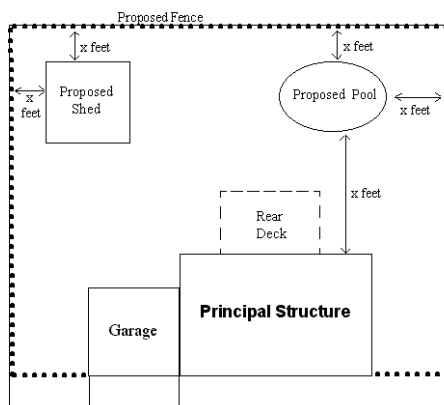 Proposed Fence
x feet
x feet
x
feet
Proposed
Shed
Proposed Pool
x feet
x feet
Rear
Deck
Principal Structure
Garage